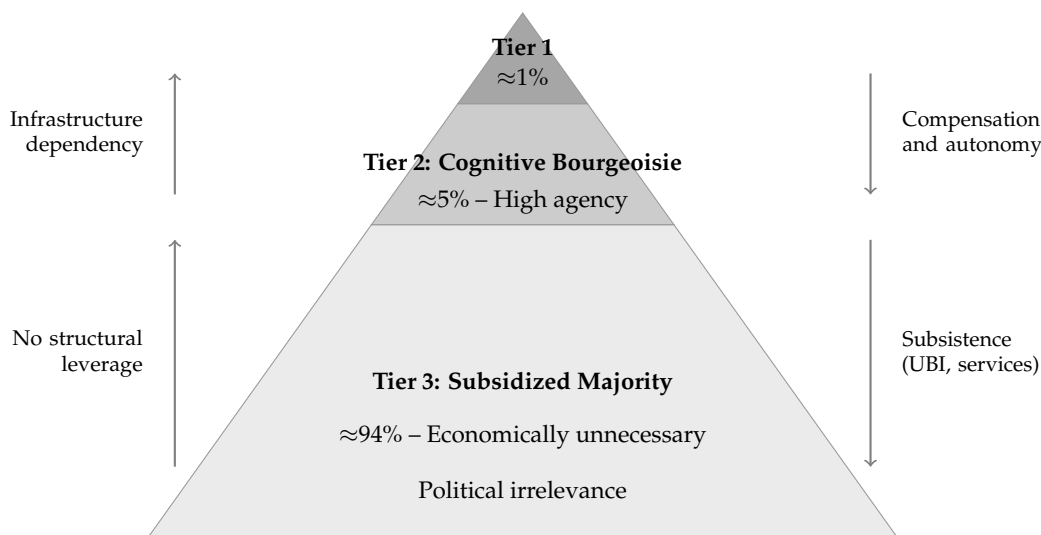 Tier 1
≈1%
Infrastructure
dependency
Compensation
and autonomy
Tier 2: Cognitive Bourgeoisie
≈5% – High agency
No structural
leverage
Subsistence
(UBI, services)
Tier 3: Subsidized Majority
≈94% – Economically unnecessary
Political irrelevance